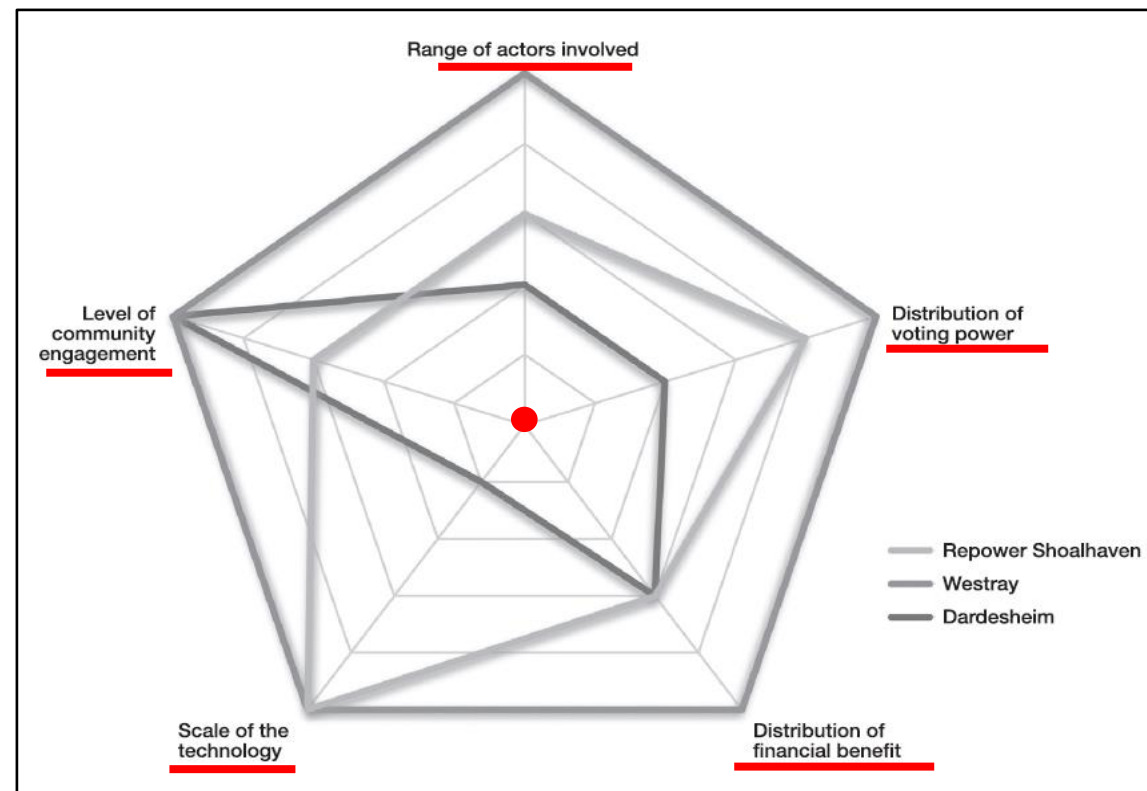 Range of actors involved
Level of
community
engagement
Distribution of
voting power
Repower Shoalhaven
Westray
Dardesheim
Scale of the
technology
Distribution of
financial benefit